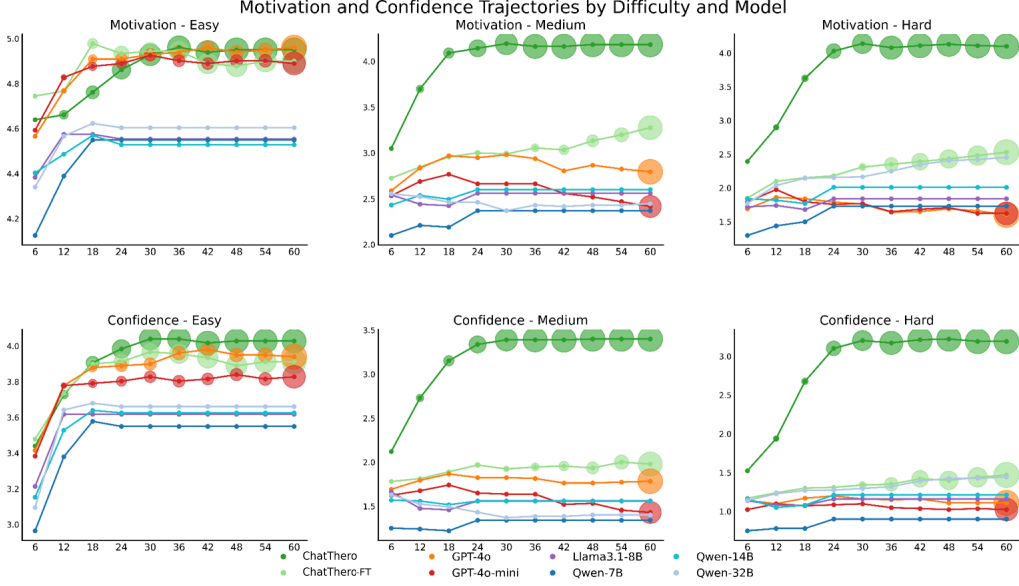 Motivation and Confidence Trajectories by Difficulty and Model
Motivation - Easy
Motivation - Medium
Motivation - Hard
5.0
4.8
4.6
4.4
4.2
6 12 18 24 30 36 42 48 54 60
4.0
3.5
3.0
2.5
2.0
6 12 18 24 30 36 42 48 54 60
4.0
3.5
3.0
2.5
2.0
1.5
6 12 18 24 30 36 42 48 54 60
Confidence - Easy
Confidence - Medium
Confidence - Hard
4.0
3.8
3.6
3.4
3.2
3.0
6 12 18 24 30 36 42 48 54 60
3.5
3.0
2.5
2.0
1.5
6 12 18 24 30 36 42 48 54 60
3.0
2.5
2.0
1.5
1.0
6 12 18 24 30 36 42 48 54 60
ChatThero
GPT-4o
Llama3.1-8B
Qwen-14B
ChatThero-FT
GPT-4o-mini
Qwen-7B
Qwen-32B